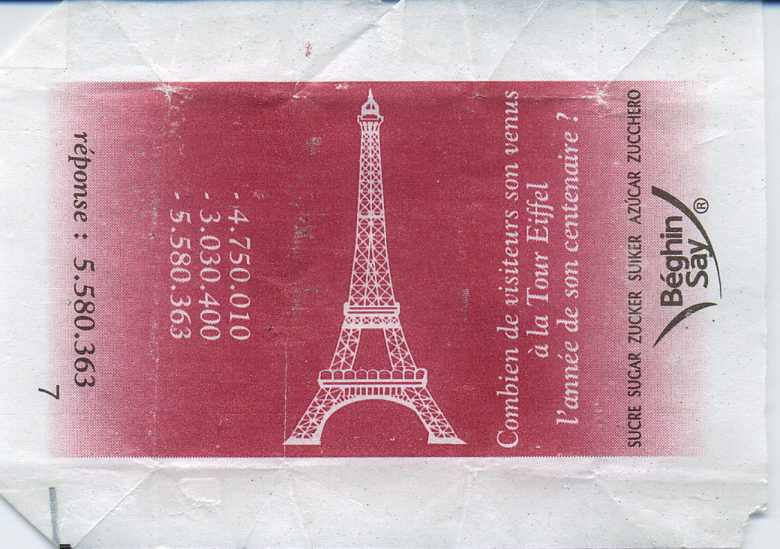 Béghin
Say ®
SUCRE SUGAR ZUCKER SUIKER AZÚCAR ZUCCHERO
Combien de visiteurs son venus
à la Tour Eiffel
l'année de son centenaire ?
- 4.750.010
- 3.030.400
- 5.580.363
réponse : 5.580.363
7